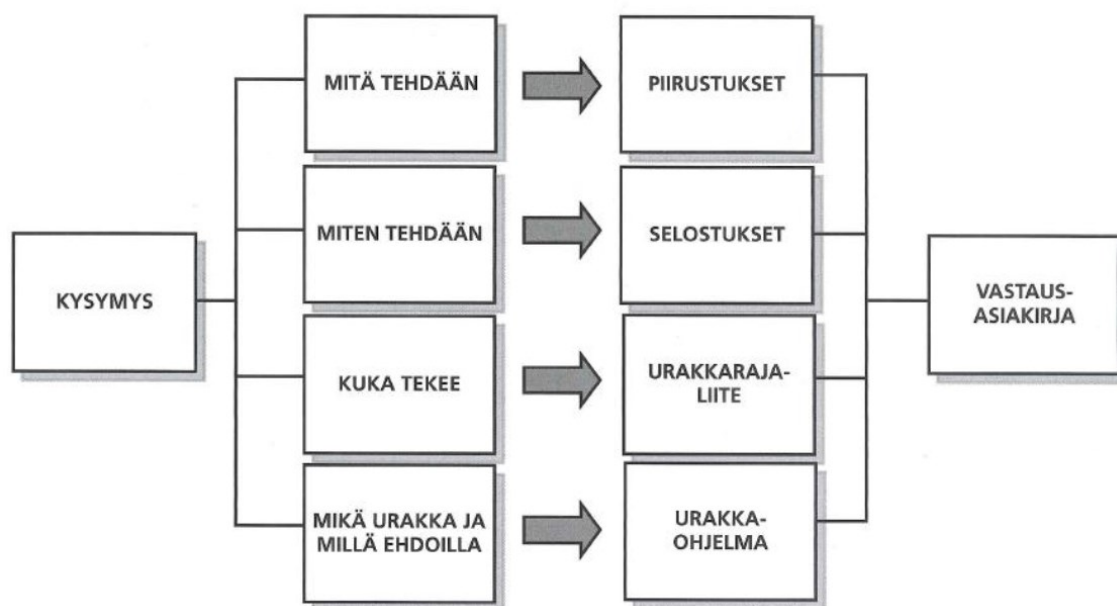 MITÄ TEHDÄÄN
PIIRUSTUKSET
MITEN TEHDÄÄN
SELOSTUKSET
KYSYMYS
VASTAUS-
ASIAKIRJA
KUKA TEKEE
URAKKARAJA-
LIITE
MIKÄ URAKKA JA
MILLÄ EHDOILLA
URAKKA-
OHJELMA